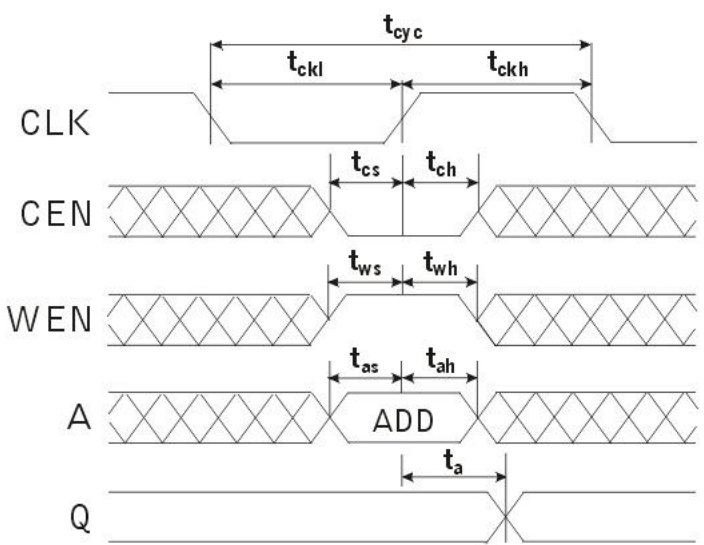 tcyc
tckl tckh
CLK
tcs tch
CEN
tws twh
WEN
tas tah
A ADD
ta
Q